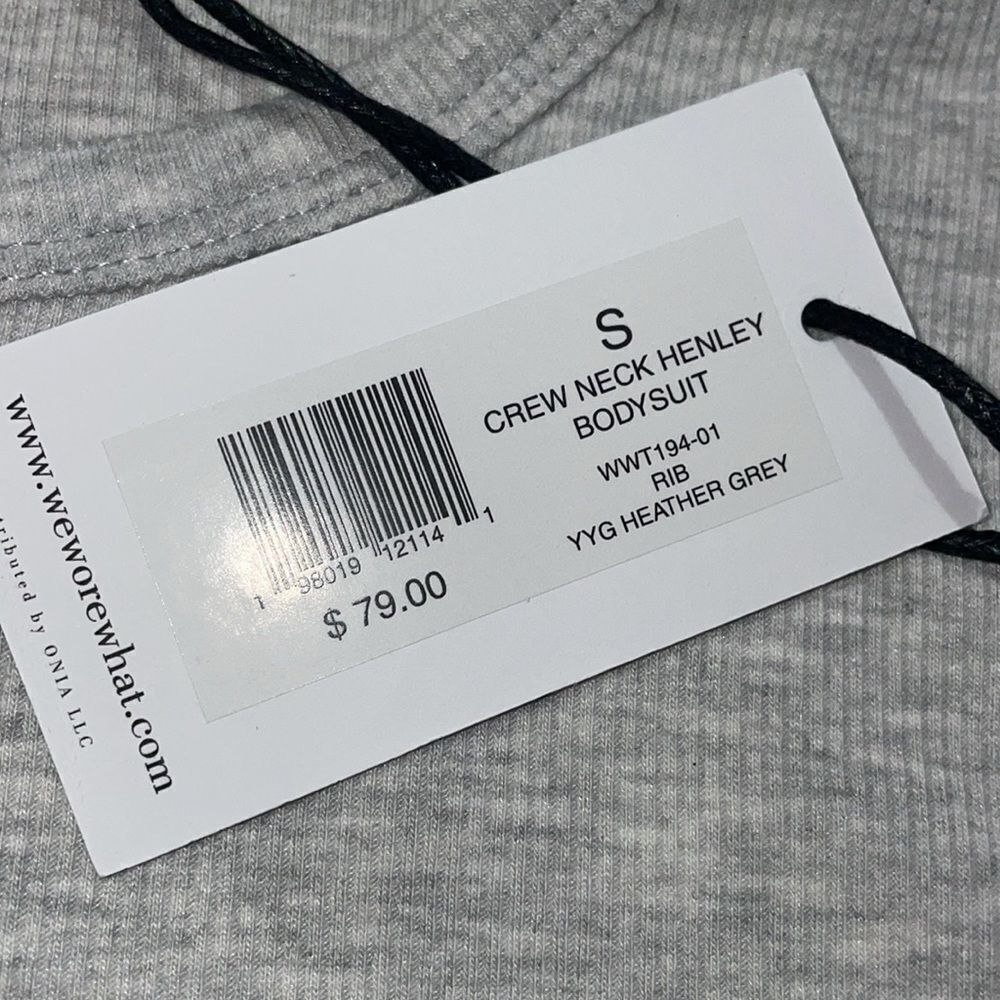 S
CREW NECK HENLEY
BODYSUIT
WWT194-01
RIB
YYG HEATHER GREY
1 98019 12114 1
$ 79.00
www.weworewhat.com
by ONIA LLC